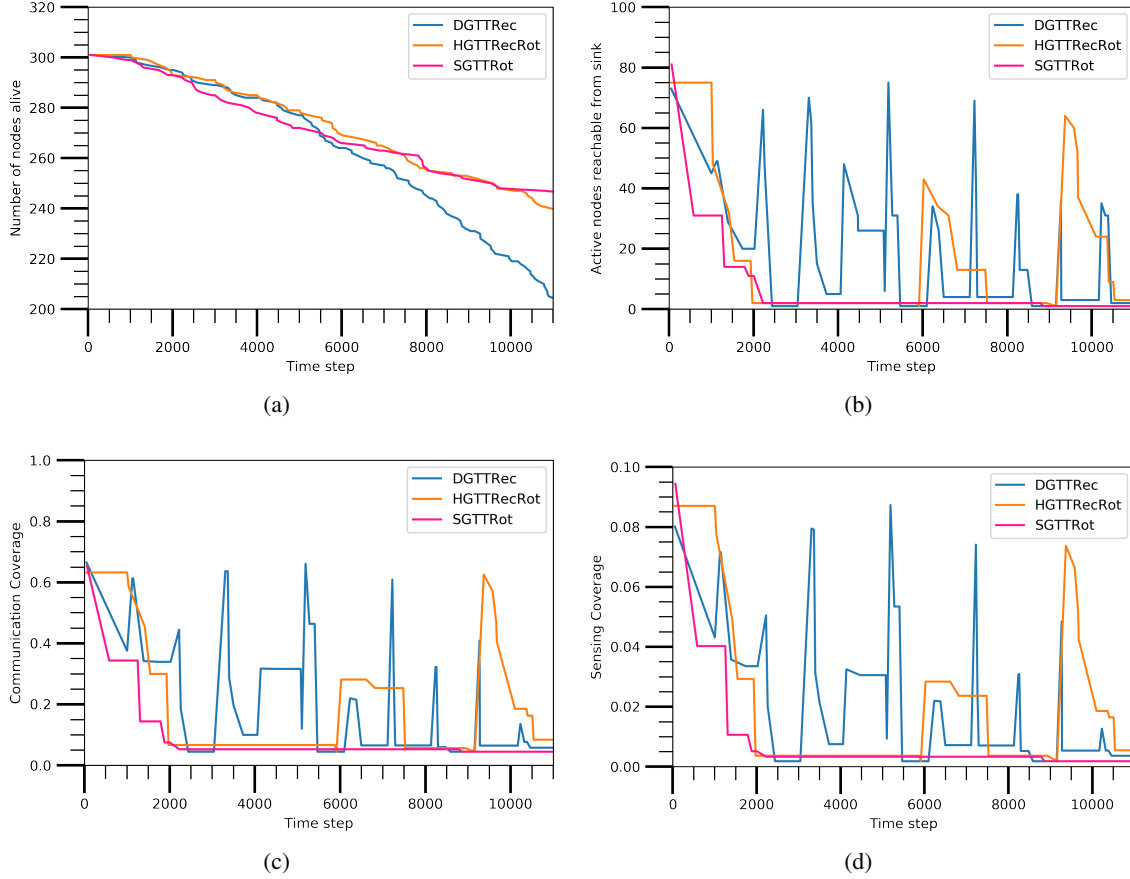 320
300
280
260
240
220
200
Number of nodes alive
DGTTRec
HGTTRecRot
SGTTRot
0 2000 4000 6000 8000 10000
Time step
(a)
100
80
60
40
20
0
Active nodes reachable from sink
DGTTRec
HGTTRecRot
SGTTRot
0 2000 4000 6000 8000 10000
Time step
(b)
1.0
0.8
0.6
0.4
0.2
0.0
Communication Coverage
DGTTRec
HGTTRecRot
SGTTRot
0 2000 4000 6000 8000 10000
Time step
(c)
0.10
0.08
0.06
0.04
0.02
0.00
Sensing Coverage
DGTTRec
HGTTRecRot
SGTTRot
0 2000 4000 6000 8000 10000
Time step
(d)